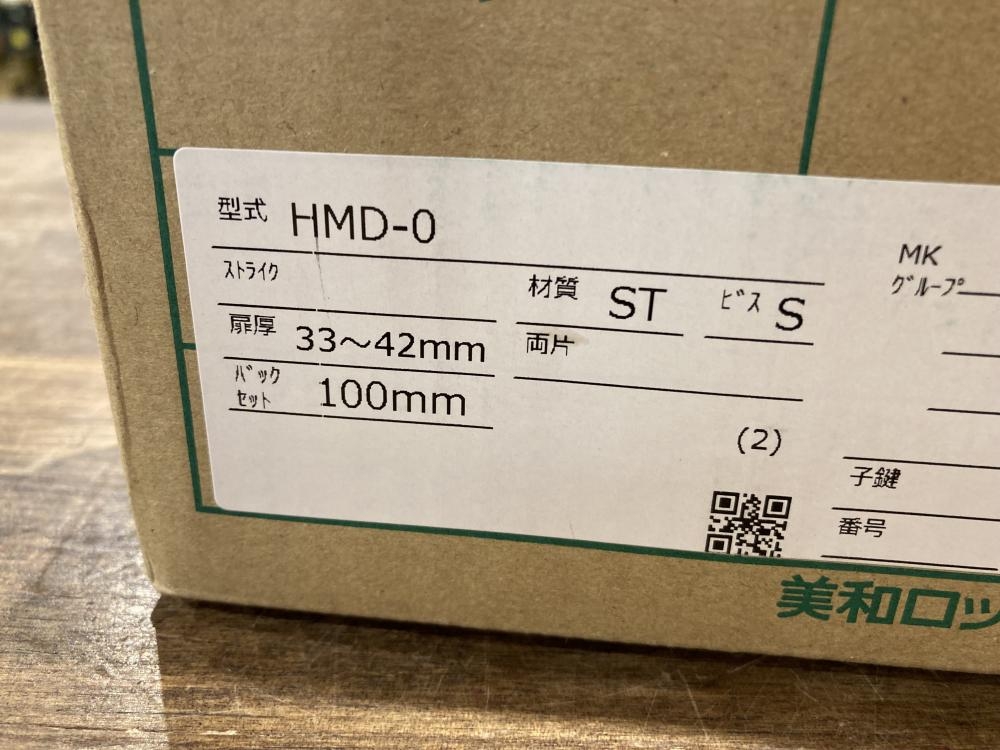 型式 HMD-0
ｽﾄﾗｲｸ
材質 ST ﾋﾞｽ S
扉厚 33～42mm
両片
ﾊﾞｯｸ
ｾｯﾄ 100mm
(2)
MK
ｸﾞﾙｰﾌﾟ
子鍵
番号
美和ロッ